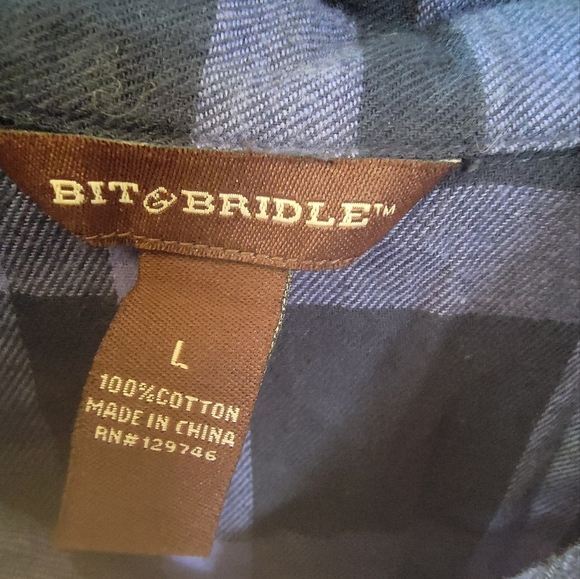 BIT & BRIDLE™
L
100% COTTON
MADE IN CHINA
RN#129746